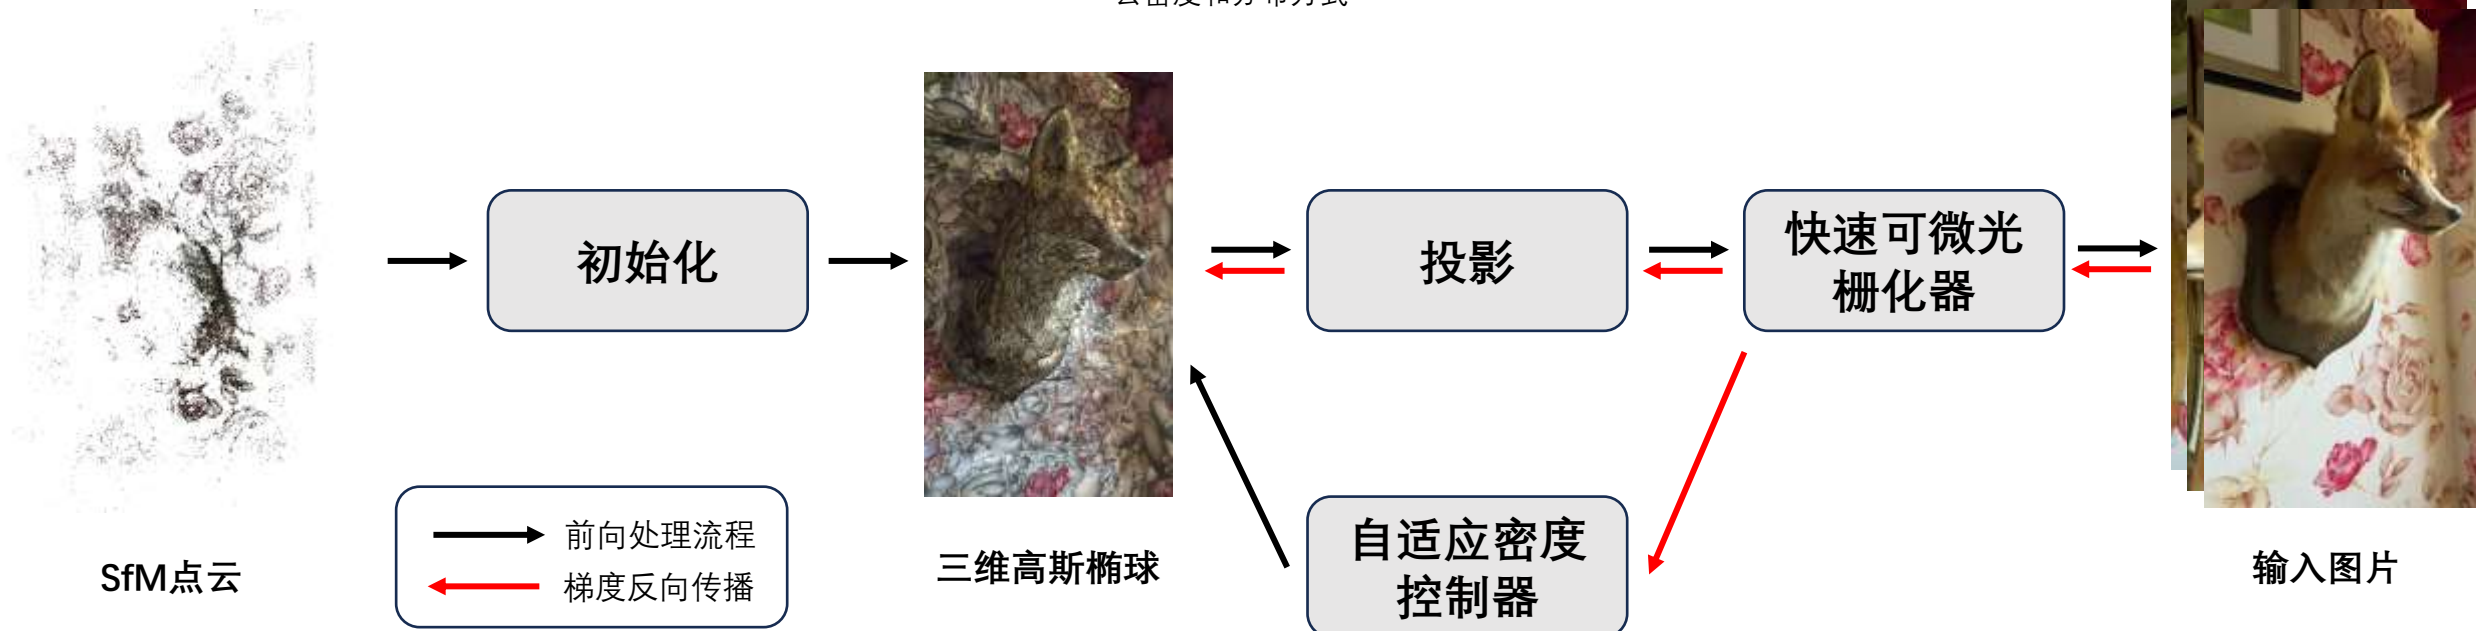 初始化
投影
快速可微光
栅化器
自适应密度
控制器
前向处理流程
梯度反向传播
SfM点云
三维高斯椭球
输入图片